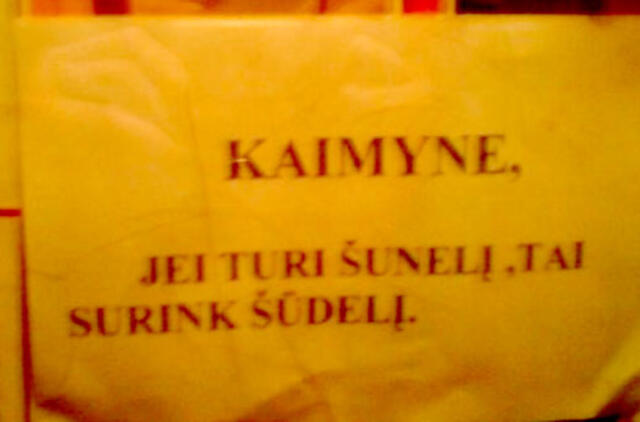 KAIMYNE,
JEI TURI ŠUNELĮ ,TAI
SURINK ŠŪDELĮ.